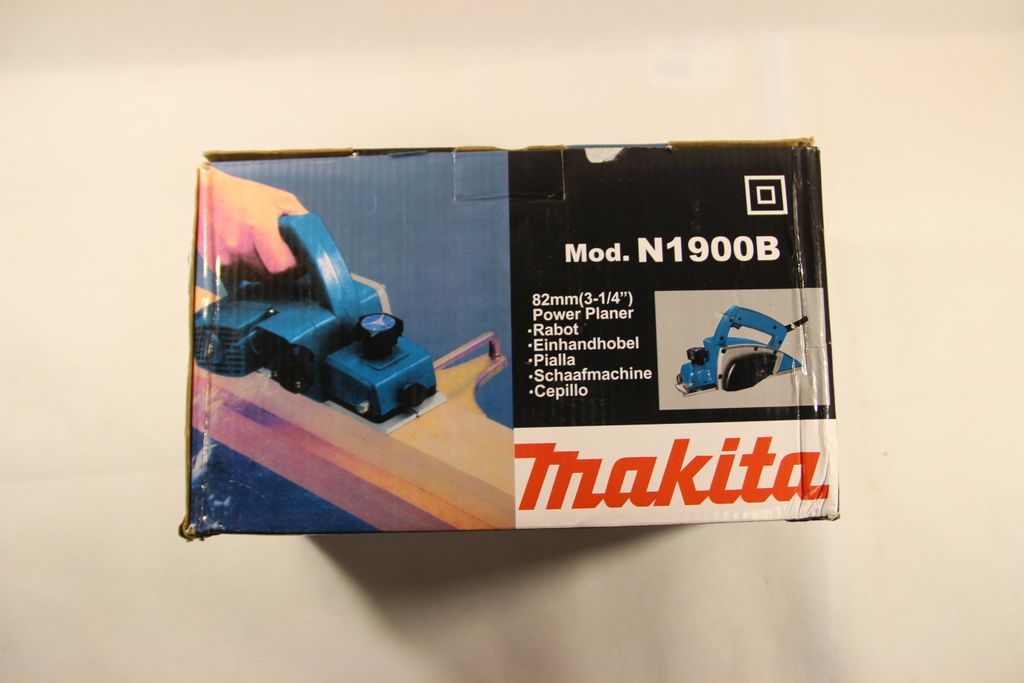 Mod. N1900B
82mm(3-1/4”)
Power Planer
·Rabot
·Einhandhobel
·Pialla
·Schaafmachine
·Cepillo
makita